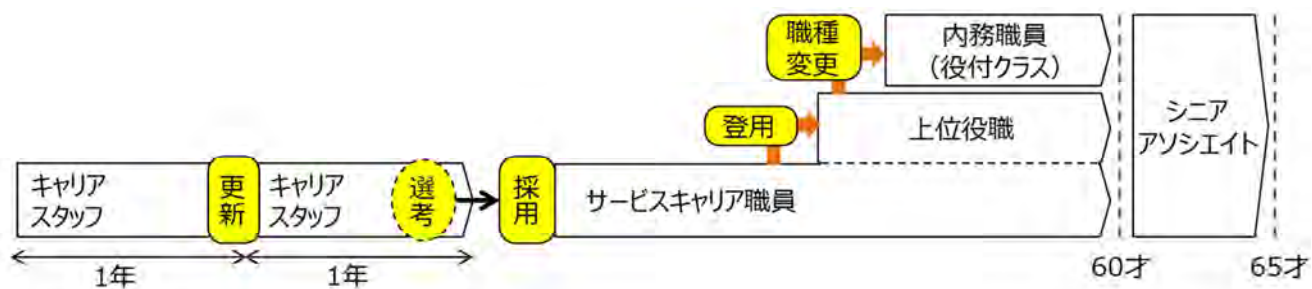 職種
変更
内務職員
(役付クラス)
登用
上位役職
シニア
アソシエイト
キャリア
スタッフ
更新
キャリア
スタッフ
選考
採用
サービスキャリア職員
1年
1年
60才
65才